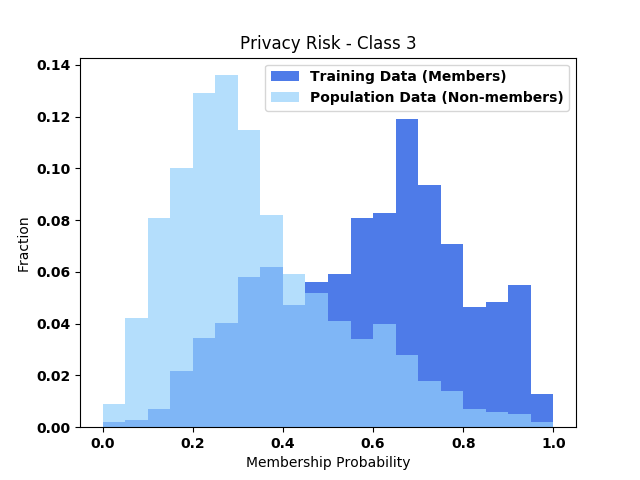 Privacy Risk - Class 3
Training Data (Members)
Population Data (Non-members)
0.14
0.12
0.10
0.08
0.06
0.04
0.02
0.00
Fraction
0.0 0.2 0.4 0.6 0.8 1.0
Membership Probability